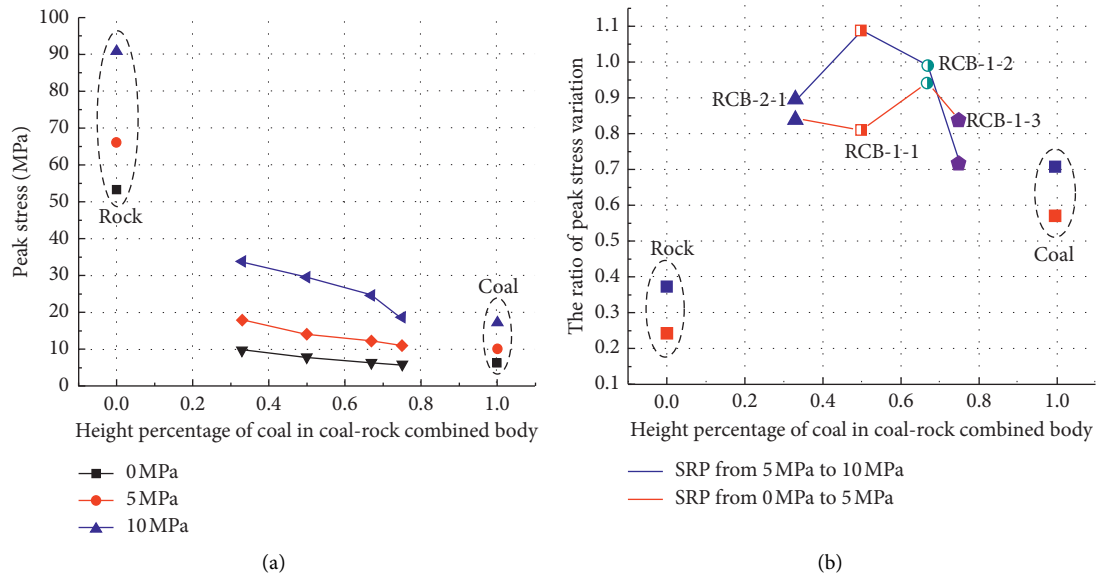 100
90
80
70
60
50
40
30
20
10
0
Peak stress (MPa)
Rock
Coal
0.0 0.2 0.4 0.6 0.8 1.0
Height percentage of coal in coal-rock combined body
0 MPa
5 MPa
10 MPa
(a)
1.1
1.0
0.9
0.8
0.7
0.6
0.5
0.4
0.3
0.2
0.1
The ratio of peak stress variation
RCB-1-2
RCB-2-1
RCB-1-3
RCB-1-1
Rock
Coal
0.0 0.2 0.4 0.6 0.8 1.0
Height percentage of coal in coal-rock combined body
SRP from 5 MPa to 10 MPa
SRP from 0 MPa to 5 MPa
(b)